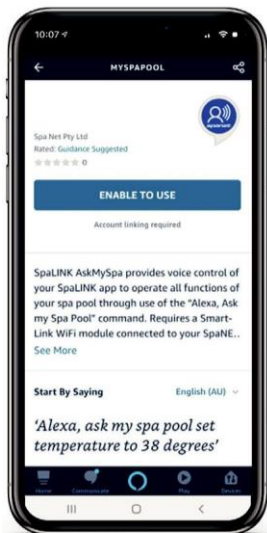 10:07
MYSPAPOOL
Spa Net Pty Ltd
Rated: Guidance Suggested
0
ENABLE TO USE
Account linking required
SpaLINK AskMySpa provides voice control of
your SpaLINK app to operate all functions of
your spa pool through use of the "Alexa, Ask
my Spa Pool" command. Requires a Smart-
Link WiFi module connected to your SpaNE..
See More
Start By Saying English (AU)
‘Alexa, ask my spa pool set
temperature to 38 degrees’
Home Communicate Play Devices